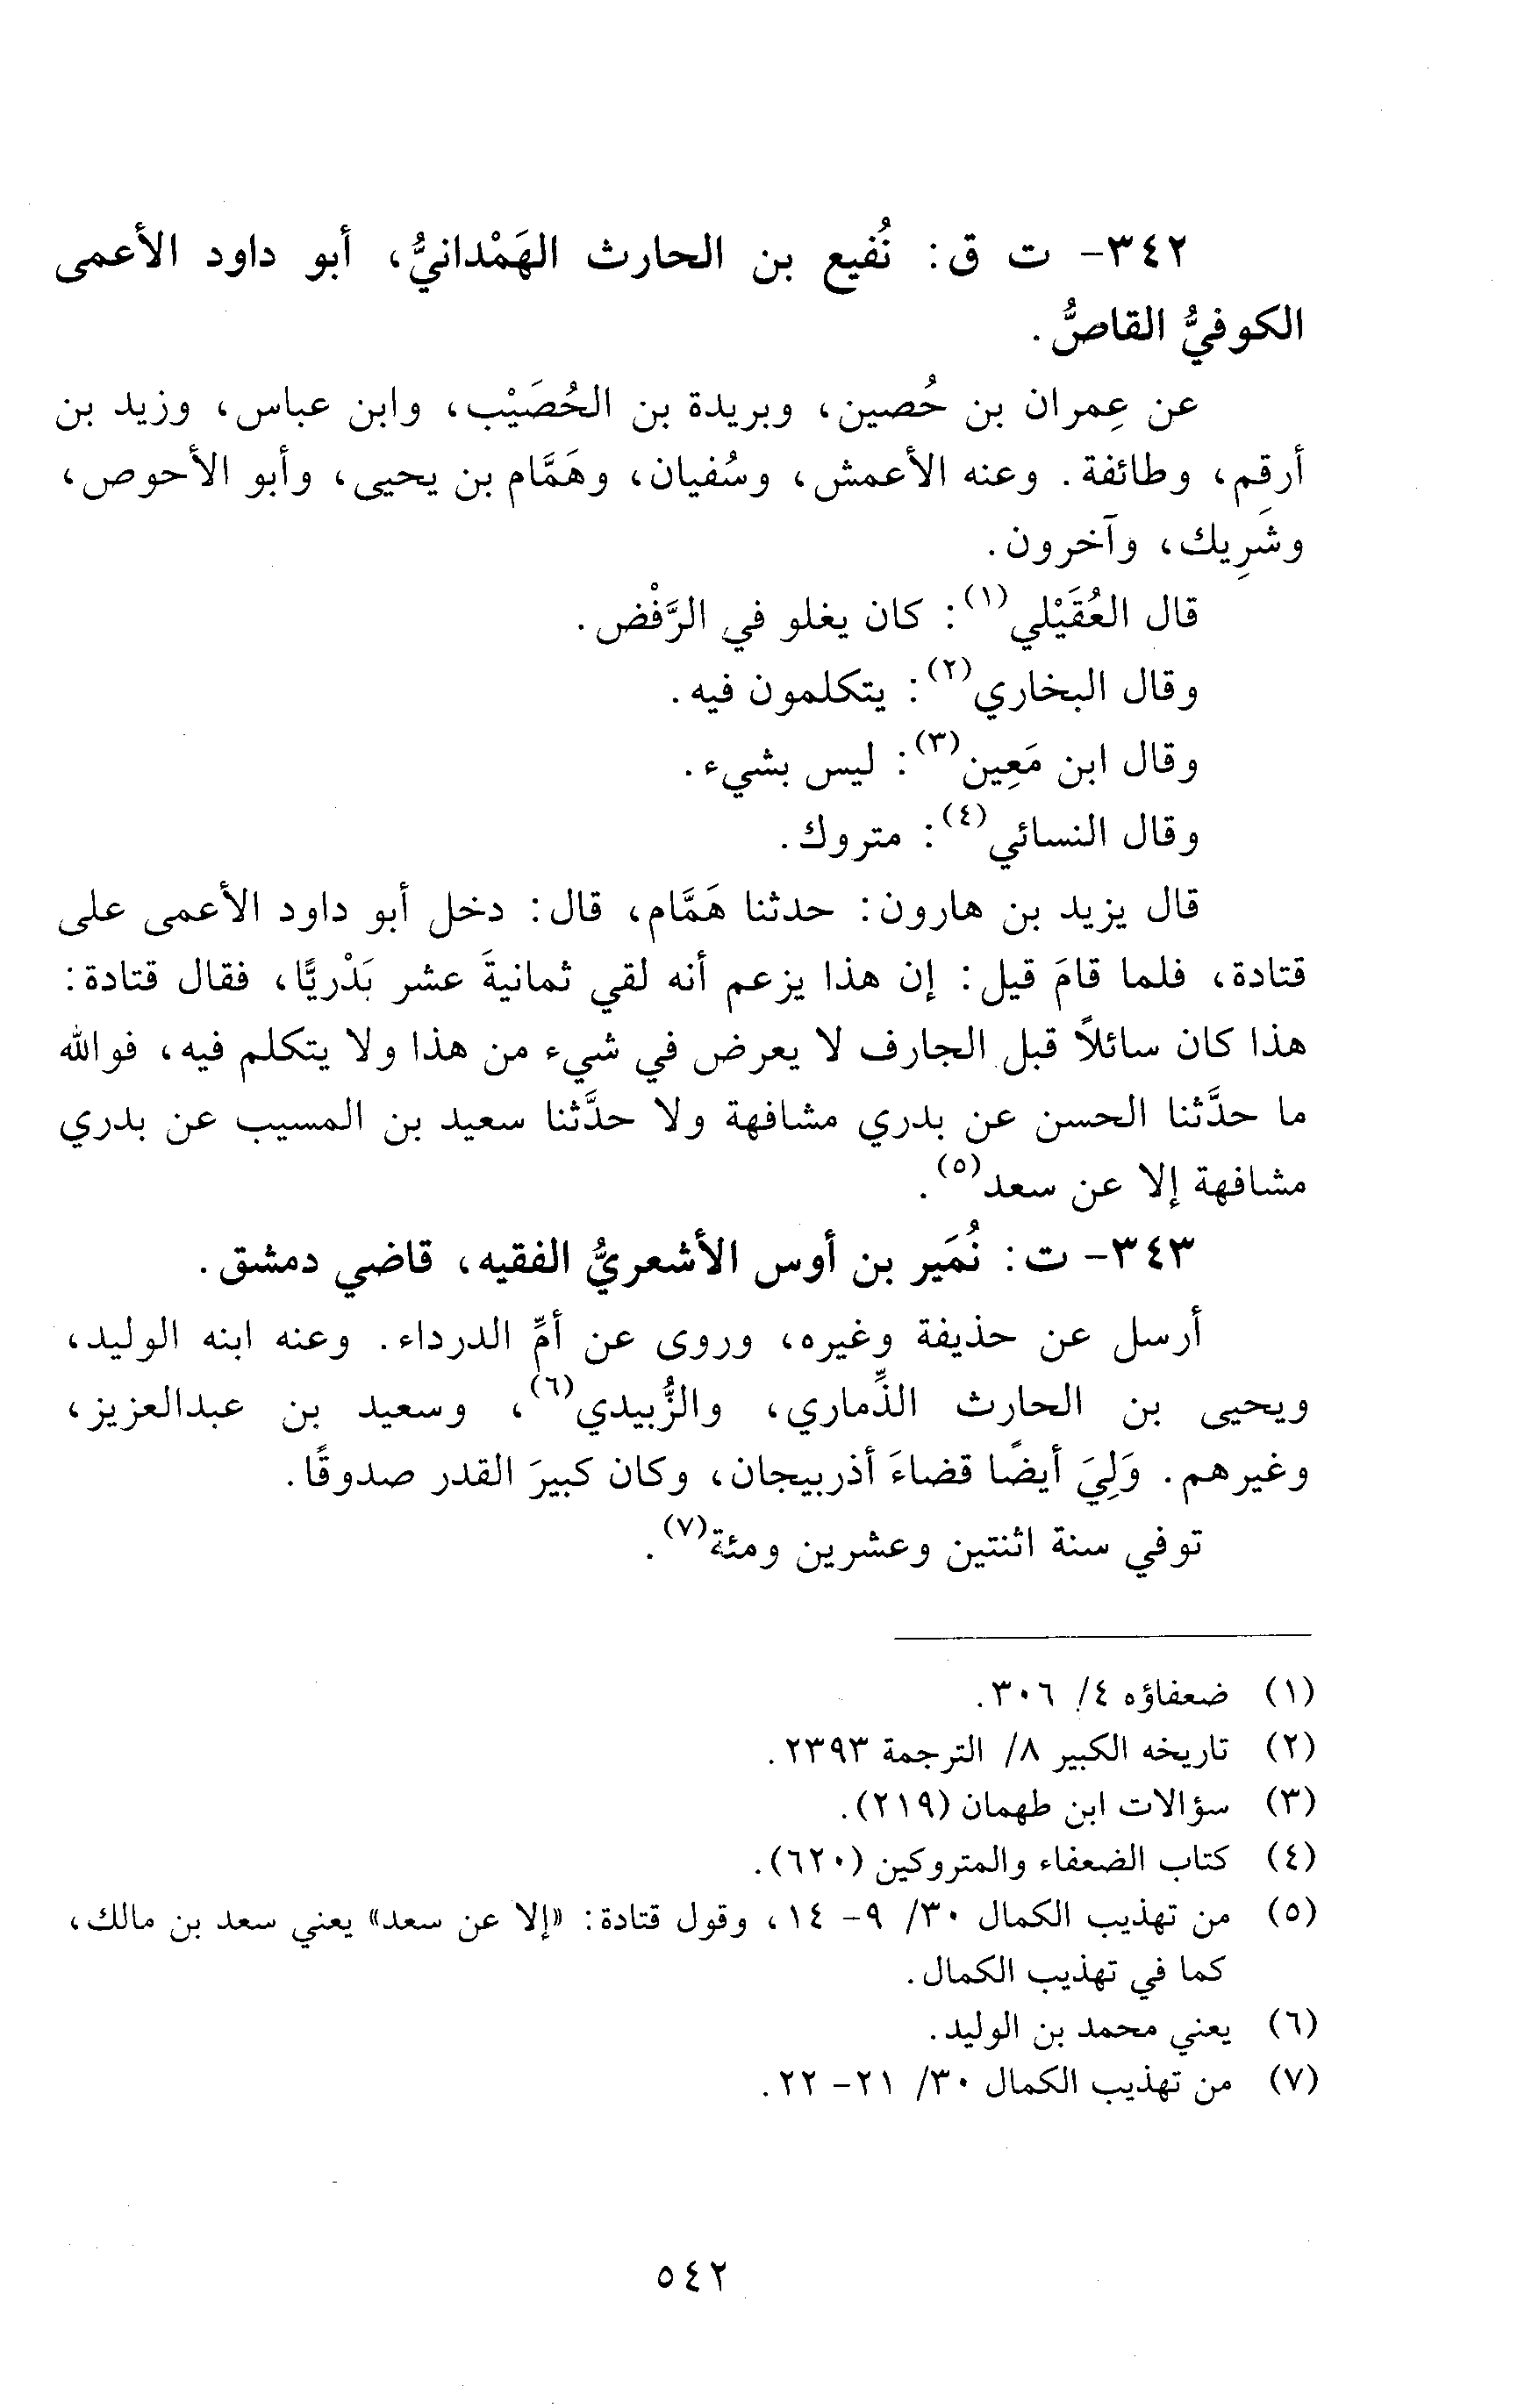 ٣٤٢- ت ق: نُفيع بن الحارث الهَمْدانيُّ، أبو داود الأعمى
الكوفيُّ القاصُّ.
عن عِمران بن حُصين، وبريدة بن الحُصَيْب، وابن عباس، وزيد بن
أرقم، وطائفة. وعنه الأعمش، وسُفيان، وهَمَّام بن يحيى، وأبو الأحوص،
وشَرِيك، وآخرون.
قال العُقَيْلي(١): كان يغلو في الرَّفْض.
وقال البخاري(٢): يتكلمون فيه.
وقال ابن مَعِين(٣): ليس بشيء.
وقال النسائي(٤): متروك.
قال يزيد بن هارون: حدثنا هَمَّام، قال: دخل أبو داود الأعمى على
قتادة، فلما قامَ قيل: إن هذا يزعم أنه لقي ثمانيةَ عشر بَدْريًّا، فقال قتادة:
هذا كان سائلاً قبل الجارف لا يعرض في شيء من هذا ولا يتكلم فيه، فوالله
ما حدَّثنا الحسن عن بدري مشافهة ولا حدَّثنا سعيد بن المسيب عن بدري
مشافهة إلا عن سعد(٥).
٣٤٣- ت: نُمَير بن أوس الأشعريُّ الفقيه، قاضي دمشق.
أرسل عن حذيفة وغيره، وروى عن أمِّ الدرداء. وعنه ابنه الوليد،
ويحيى بن الحارث الذِّماري، والزُّبيدي(٦)، وسعيد بن عبدالعزيز،
وغيرهم. وَلِيَ أيضًا قضاءَ أذربيجان، وكان كبيرَ القدر صدوقًا.
توفي سنة اثنتين وعشرين ومئة(٧).
(١) ضعفاؤه ٤/ ٣٠٦.
(٢) تاريخه الكبير ٨/ الترجمة ٢٣٩٣.
(٣) سؤالات ابن طهمان (٢١٩).
(٤) كتاب الضعفاء والمتروكين (٦٢٠).
(٥) من تهذيب الكمال ٣٠/ ٩- ١٤، وقول قتادة: «إلا عن سعد» يعني سعد بن مالك،
كما في تهذيب الكمال.
(٦) يعني محمد بن الوليد.
(٧) من تهذيب الكمال ٣٠/ ٢١- ٢٢.
٥٤٢